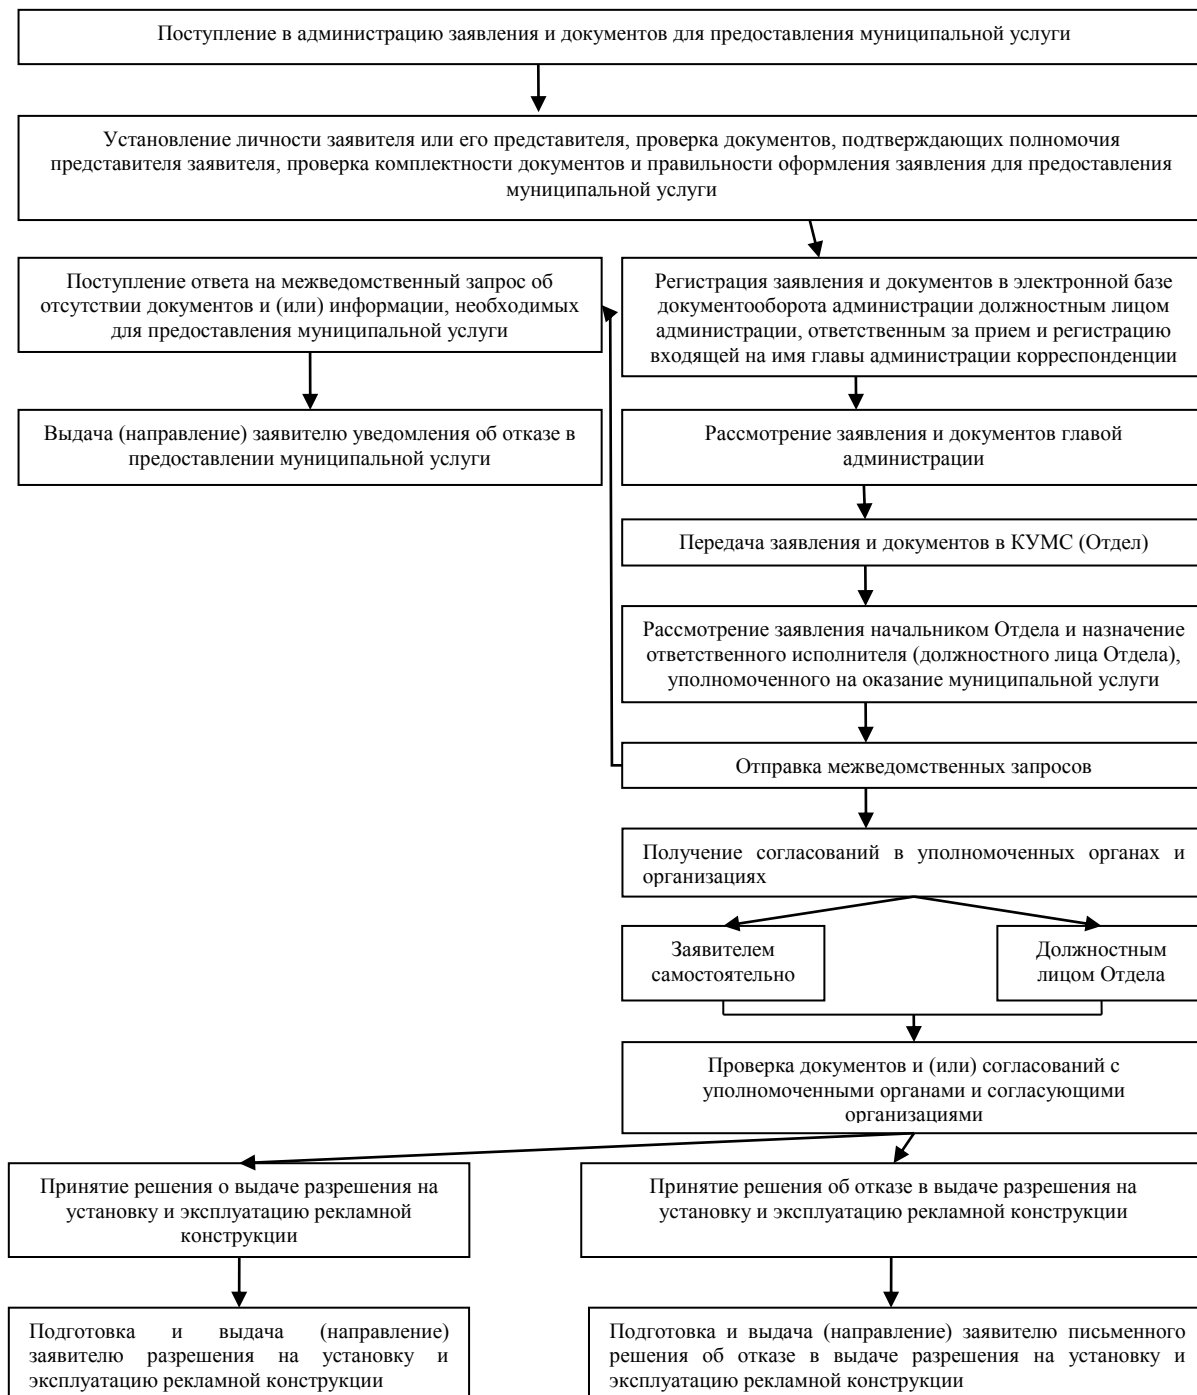 Поступление в администрацию заявления и документов для предоставления муниципальной услуги
Установление личности заявителя или его представителя, проверка документов, подтверждающих полномочия
представителя заявителя, проверка комплектности документов и правильности оформления заявления для предоставления
муниципальной услуги
Поступление ответа на межведомственный запрос об
отсутствии документов и (или) информации, необходимых
для предоставления муниципальной услуги
Регистрация заявления и документов в электронной базе
документооборота администрации должностным лицом
администрации, ответственным за прием и регистрацию
входящей на имя главы администрации корреспонденции
Выдача (направление) заявителю уведомления об отказе в
предоставлении муниципальной услуги
Рассмотрение заявления и документов главой
администрации
Передача заявления и документов в КУМС (Отдел)
Рассмотрение заявления начальником Отдела и назначение
ответственного исполнителя (должностного лица Отдела),
уполномоченного на оказание муниципальной услуги
Отправка межведомственных запросов
Получение согласований в уполномоченных органах и
организациях
Заявителем
самостоятельно
Должностным
лицом Отдела
Проверка документов и (или) согласований с
уполномоченными органами и согласующими
организациями
Принятие решения о выдаче разрешения на
установку и эксплуатацию рекламной
конструкции
Принятие решения об отказе в выдаче разрешения на
установку и эксплуатацию рекламной конструкции
Подготовка и выдача (направление)
заявителю разрешения на установку и
эксплуатацию рекламной конструкции
Подготовка и выдача (направление) заявителю письменного
решения об отказе в выдаче разрешения на установку и
эксплуатацию рекламной конструкции